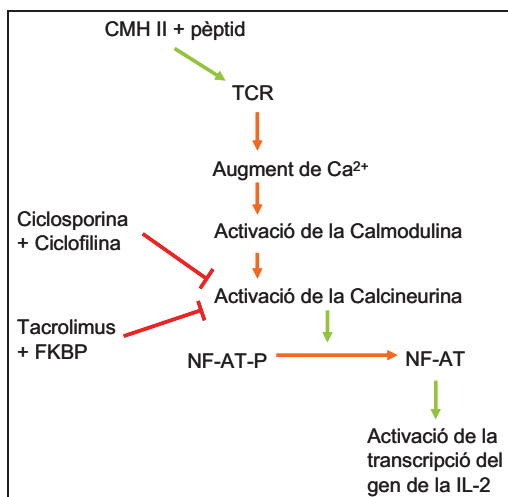 CMH II + pèptid
TCR
Augment de Ca²⁺
Ciclosporina
+ Ciclofilina
Activació de la Calmodulina
Activació de la Calcineurina
Tacrolimus
+ FKBP
NF-AT-P
NF-AT
Activació de la
transcripció del
gen de la IL-2